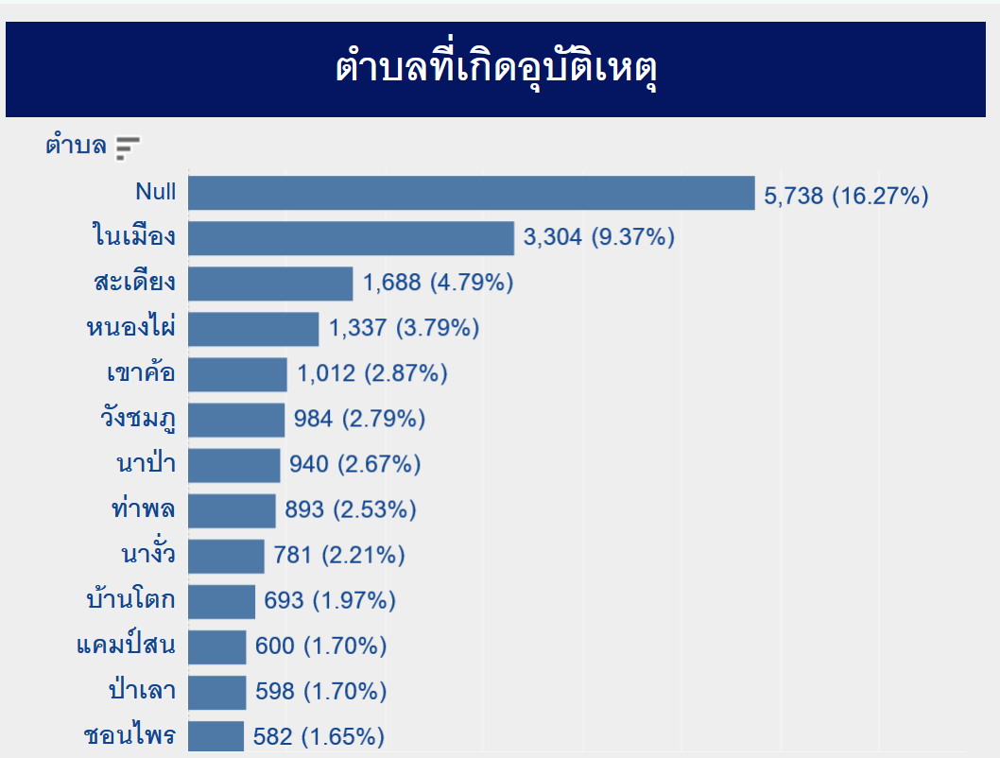 ตำบลที่เกิดอุบัติเหตุ
ตำบล
Null 5,738 (16.27%)
ในเมือง 3,304 (9.37%)
สะเดียง 1,688 (4.79%)
หนองไผ่ 1,337 (3.79%)
เขาค้อ 1,012 (2.87%)
วังชมภู 984 (2.79%)
นาป่า 940 (2.67%)
ท่าพล 893 (2.53%)
นางั่ว 781 (2.21%)
บ้านโตก 693 (1.97%)
แคมป์สน 600 (1.70%)
ป่าเลา 598 (1.70%)
ซอนไพร 582 (1.65%)